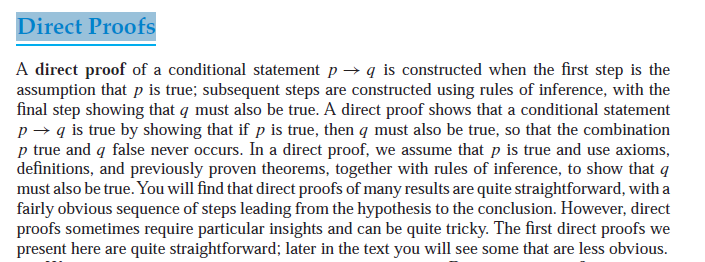 Direct Proofs
A direct proof of a conditional statement p → q is constructed when the first step is the
assumption that p is true; subsequent steps are constructed using rules of inference, with the
final step showing that q must also be true. A direct proof shows that a conditional statement
p → q is true by showing that if p is true, then q must also be true, so that the combination
p true and q false never occurs. In a direct proof, we assume that p is true and use axioms,
definitions, and previously proven theorems, together with rules of inference, to show that q
must also be true. You will find that direct proofs of many results are quite straightforward, with a
fairly obvious sequence of steps leading from the hypothesis to the conclusion. However, direct
proofs sometimes require particular insights and can be quite tricky. The first direct proofs we
present here are quite straightforward; later in the text you will see some that are less obvious.